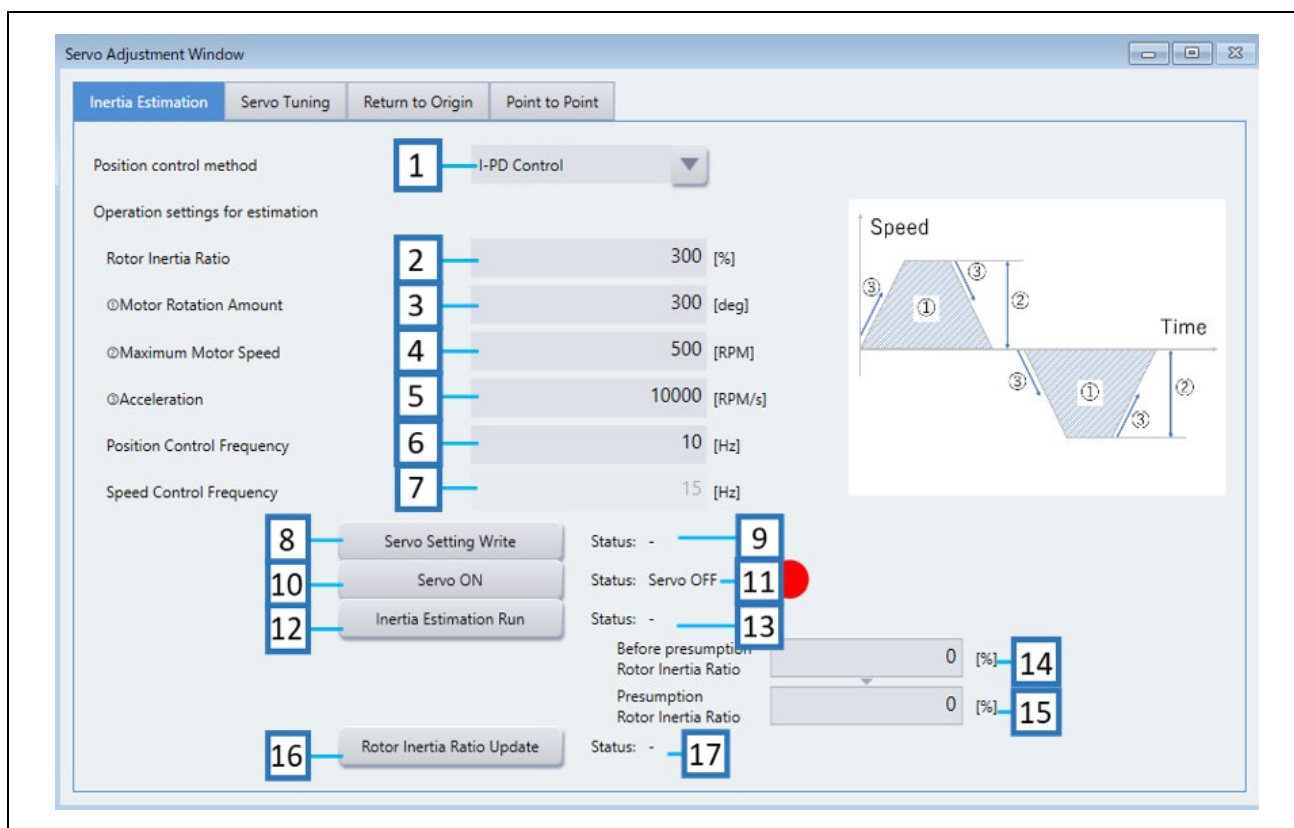 Servo Adjustment Window
Inertia Estimation Servo Tuning Return to Origin Point to Point
Position control method 1 I-PD Control
Operation settings for estimation
Rotor Inertia Ratio 2 300 [%]
①Motor Rotation Amount 3 300 [deg]
②Maximum Motor Speed 4 500 [RPM]
③Acceleration 5 10000 [RPM/s]
Position Control Frequency 6 10 [Hz]
Speed Control Frequency 7 15 [Hz]
Speed
③ ③
① ②
Time
③ ① ②
③
8 Servo Setting Write Status: - 9
10 Servo ON Status: Servo OFF 11
12 Inertia Estimation Run Status: - 13
Before presumption
Rotor Inertia Ratio 0 [%] 14
Presumption
Rotor Inertia Ratio 0 [%] 15
16 Rotor Inertia Ratio Update Status: - 17